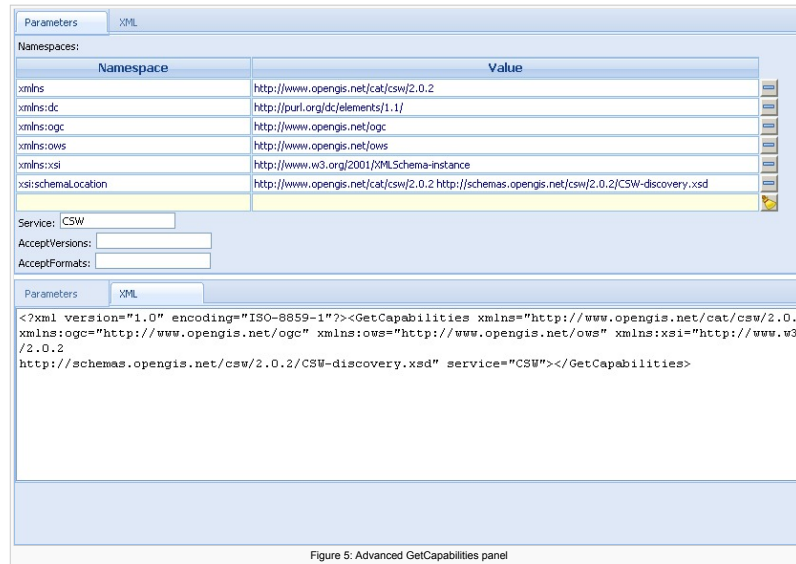 Parameters XML
Namespaces:
Namespace Value
xmlns http://www.opengis.net/cat/csw/2.0.2
xmlns:dc http://purl.org/dc/elements/1.1/
xmlns:ogc http://www.opengis.net/ogc
xmlns:ows http://www.opengis.net/ows
xmlns:xsi http://www.w3.org/2001/XMLSchema-instance
xsi:schemaLocation http://www.opengis.net/cat/csw/2.0.2 http://schemas.opengis.net/csw/2.0.2/CSW-discovery.xsd
Service: CSW
AcceptVersions:
AcceptFormats:
Parameters XML
<?xml version="1.0" encoding="ISO-8859-1"?><GetCapabilities xmlns="http://www.opengis.net/cat/csw/2.0.
xmlns:ogc="http://www.opengis.net/ogc" xmlns:ows="http://www.opengis.net/ows" xmlns:xsi="http://www.w3
/2.0.2
http://schemas.opengis.net/csw/2.0.2/CSW-discovery.xsd" service="CSW"></GetCapabilities>
Figure 5: Advanced GetCapabilities panel